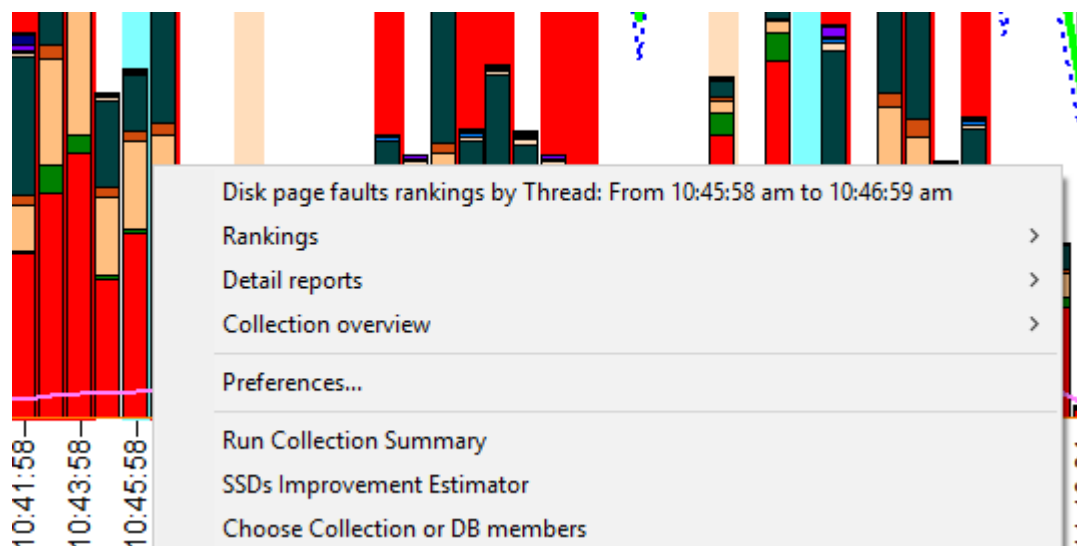 Disk page faults rankings by Thread: From 10:45:58 am to 10:46:59 am
Rankings
Detail reports
Collection overview
Preferences...
Run Collection Summary
SSDs Improvement Estimator
Choose Collection or DB members
10:41:58
10:43:58
10:45:58